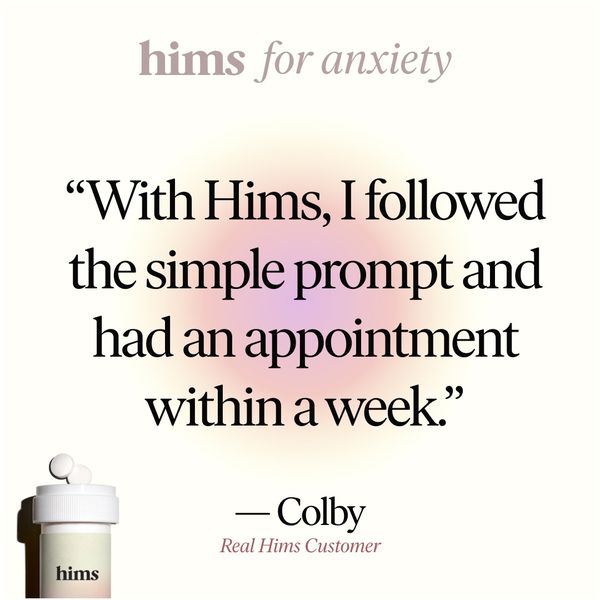 hims for anxiety
“With Hims, I followed
the simple prompt and
had an appointment
within a week.”
— Colby
Real Hims Customer
hims